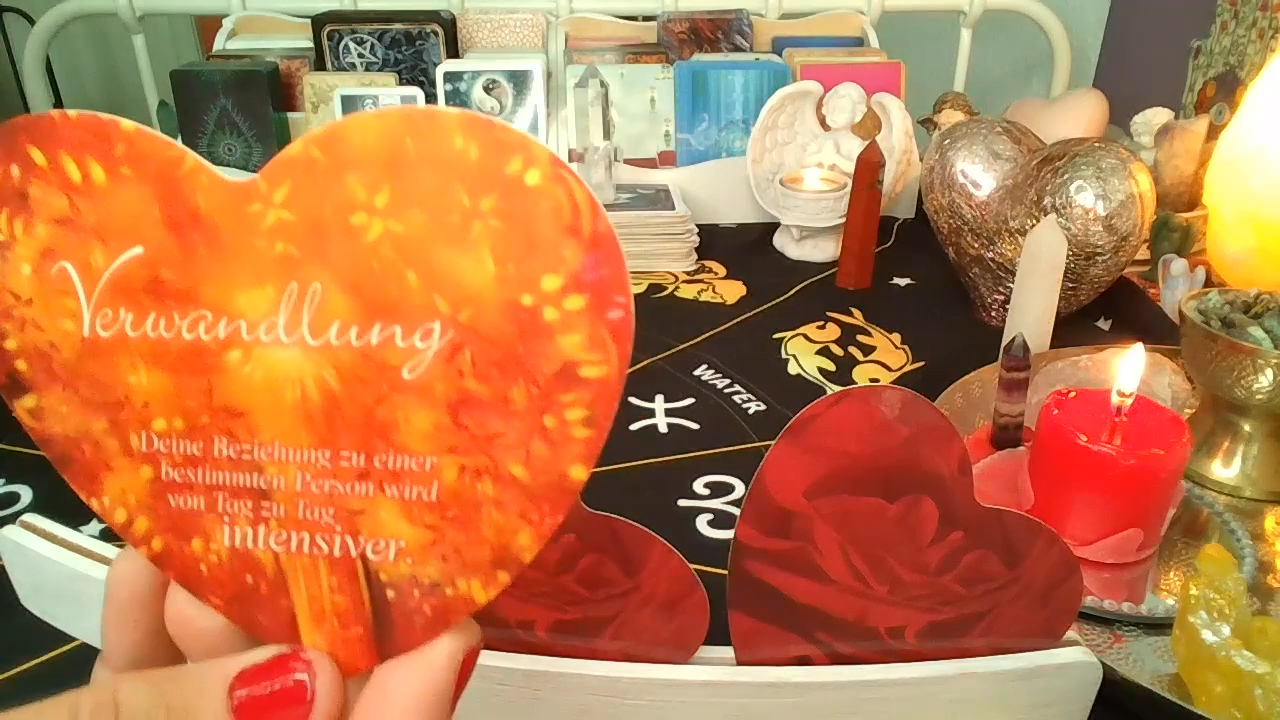 Verwandlung
Deine Beziehung zu einer
bestimmten Person wird
von Tag zu Tag
intensiver.
WATER